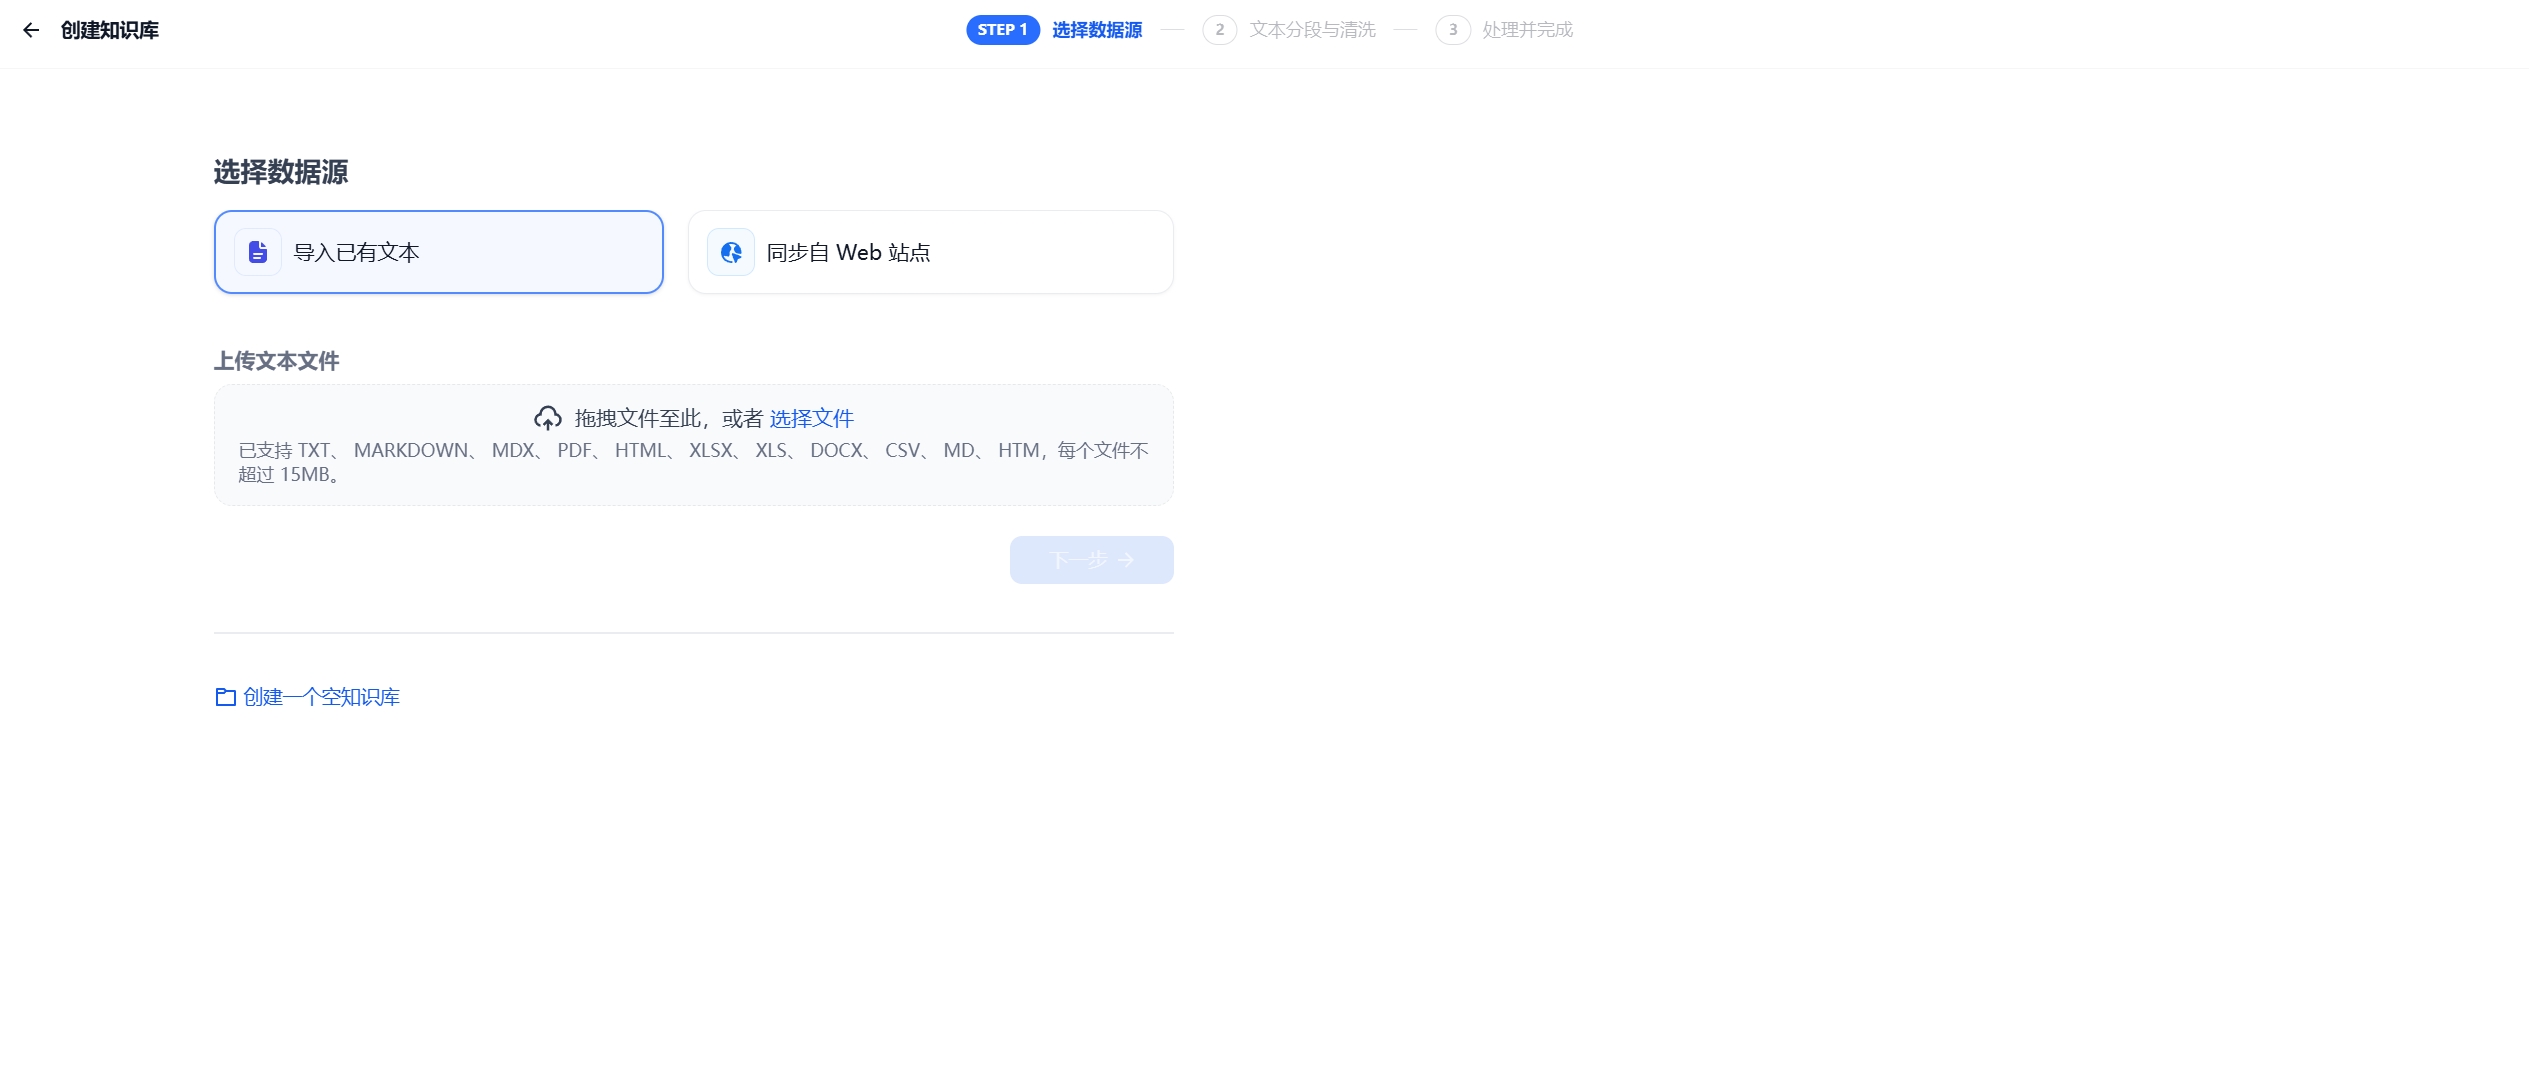 创建知识库
STEP 1 选择数据源 2 文本分段与清洗 3 处理并完成
选择数据源
导入已有文本
同步自 Web 站点
上传文本文件
拖拽文件至此，或者 选择文件
已支持 TXT、 MARKDOWN、 MDX、 PDF、 HTML、 XLSX、 XLS、 DOCX、 CSV、 MD、 HTM，每个文件不
超过 15MB。
下一步
创建一个空知识库